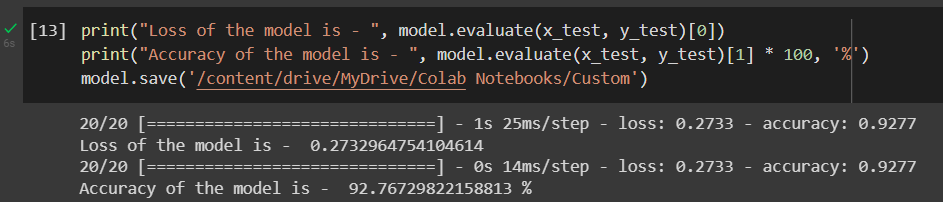 [13] print("Loss of the model is - ", model.evaluate(x_test, y_test)[0])
print("Accuracy of the model is - ", model.evaluate(x_test, y_test)[1] * 100, '%')
model.save('/content/drive/MyDrive/Colab Notebooks/Custom')
6s
20/20 [==============================] - 1s 25ms/step - loss: 0.2733 - accuracy: 0.9277
Loss of the model is -  0.2732964754104614
20/20 [==============================] - 0s 14ms/step - loss: 0.2733 - accuracy: 0.9277
Accuracy of the model is -  92.76729822158813 %